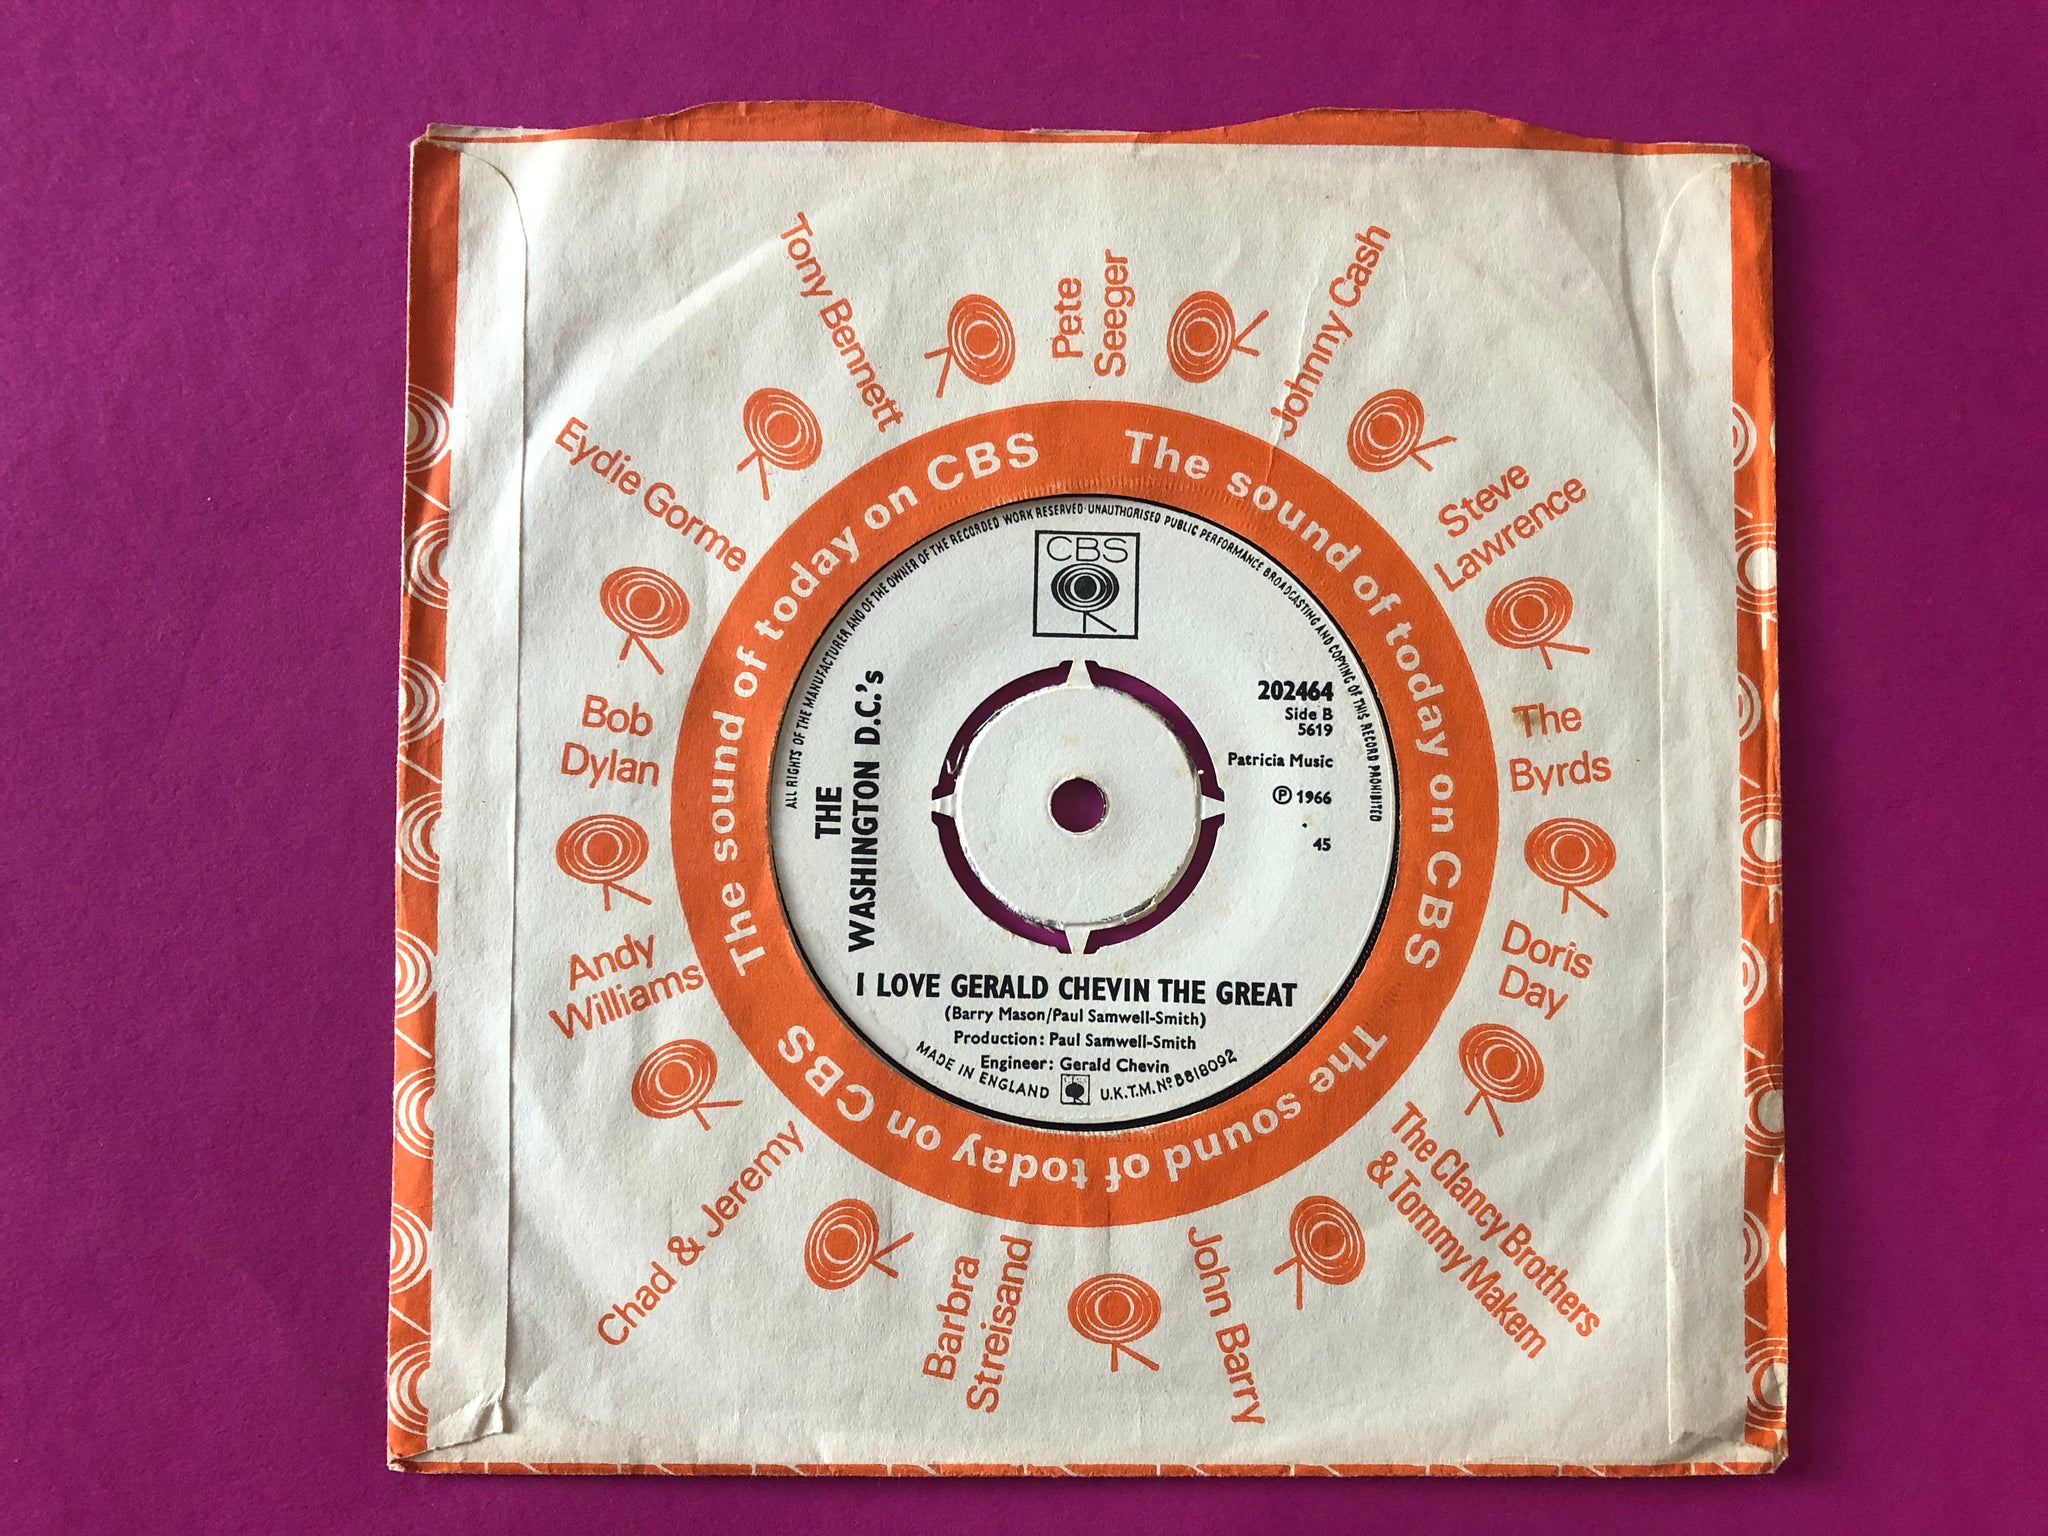 Tony Bennett
Pete
Seeger
Johnny Cash
Steve
Lawrence
The
Byrds
Doris
Day
The Clancy Brothers
& Tommy Makem
John Barry
Barbra
Streisand
Chad & Jeremy
Andy
Williams
Bob
Dylan
Eydie Gorme
The sound of today on CBS
The sound of today on CBS
The sound of today on CBS
The sound of today on CBS
ALL RIGHTS OF THE MANUFACTURER AND OF THE OWNER OF THE RECORDED WORK RESERVED·UNAUTHORISED PUBLIC PERFORMANCE BROADCASTING AND COPYING OF THIS RECORD PROHIBITED
CBS
THE
WASHINGTON D.C.'s
202464
Side B
5619
Patricia Music
℗ 1966
45
I LOVE GERALD CHEVIN THE GREAT
(Barry Mason/Paul Samwell-Smith)
Production: Paul Samwell-Smith
Engineer: Gerald Chevin
MADE IN ENGLAND CBS U.K.T.M. Nº BB18092